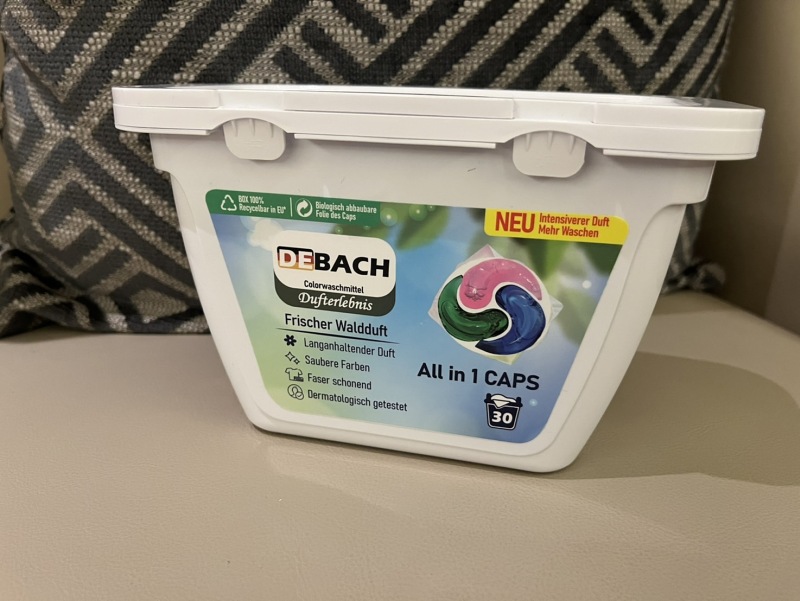 BOX 100%
Recycelbar in EU*
Biologisch abbaubare
Folie des Caps
NEU
Intensiverer Duft
Mehr Waschen
DEBACH
Colorwaschmittel
Dufterlebnis
Frischer Waldduft
Langanhaltender Duft
Saubere Farben
Faser schonend
Dermatologisch getestet
All in 1 CAPS
30